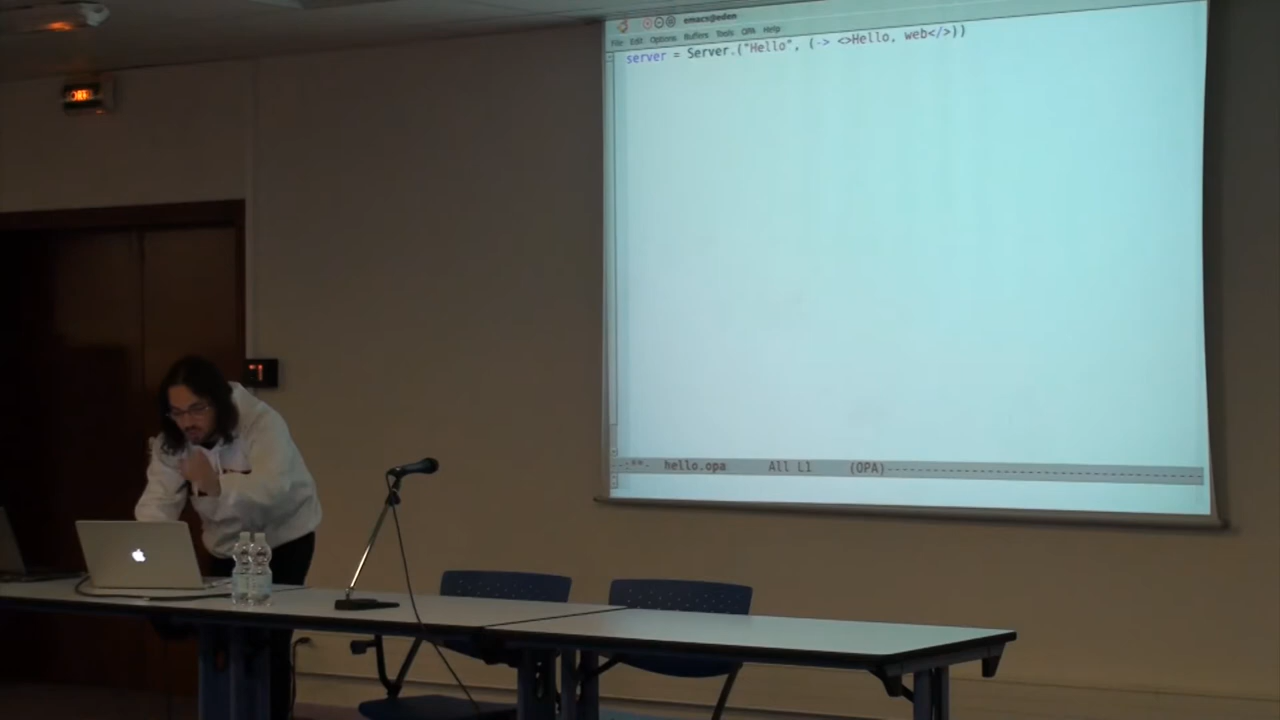 emacs@eden
File Edit Options Buffers Tools OPA Help
server = Server.("Hello", (-> <>Hello, web</>))
hello.opa All L1 (OPA)